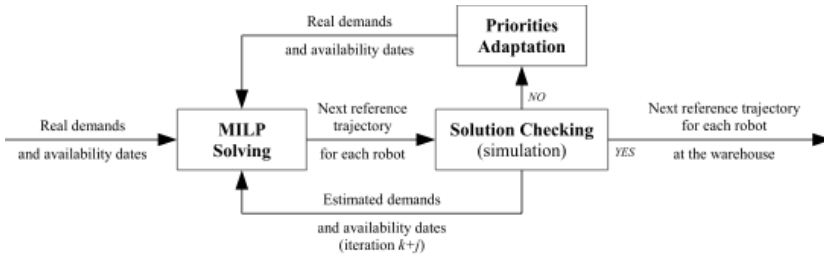 Real demands
and availability dates
Priorities
Adaptation
NO
Real demands
and availability dates
MILP
Solving
Next reference
trajectory
for each robot
Solution Checking
(simulation)
YES
Next reference trajectory
for each robot
at the warehouse
Estimated demands
and availability dates
(iteration k+j)